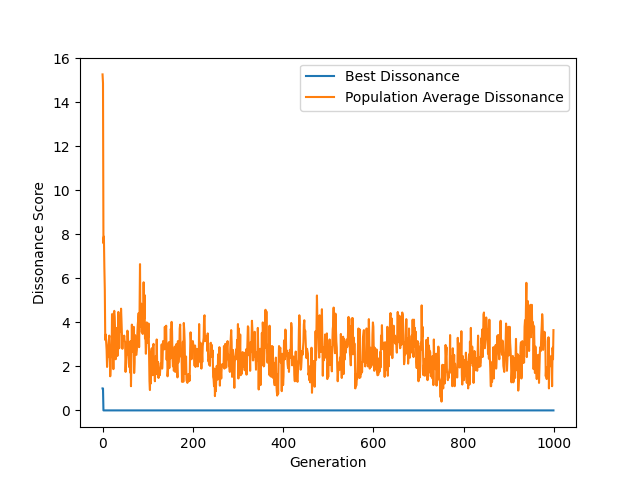 Best Dissonance
Population Average Dissonance
Dissonance Score
16
14
12
10
8
6
4
2
0
0 200 400 600 800 1000
Generation